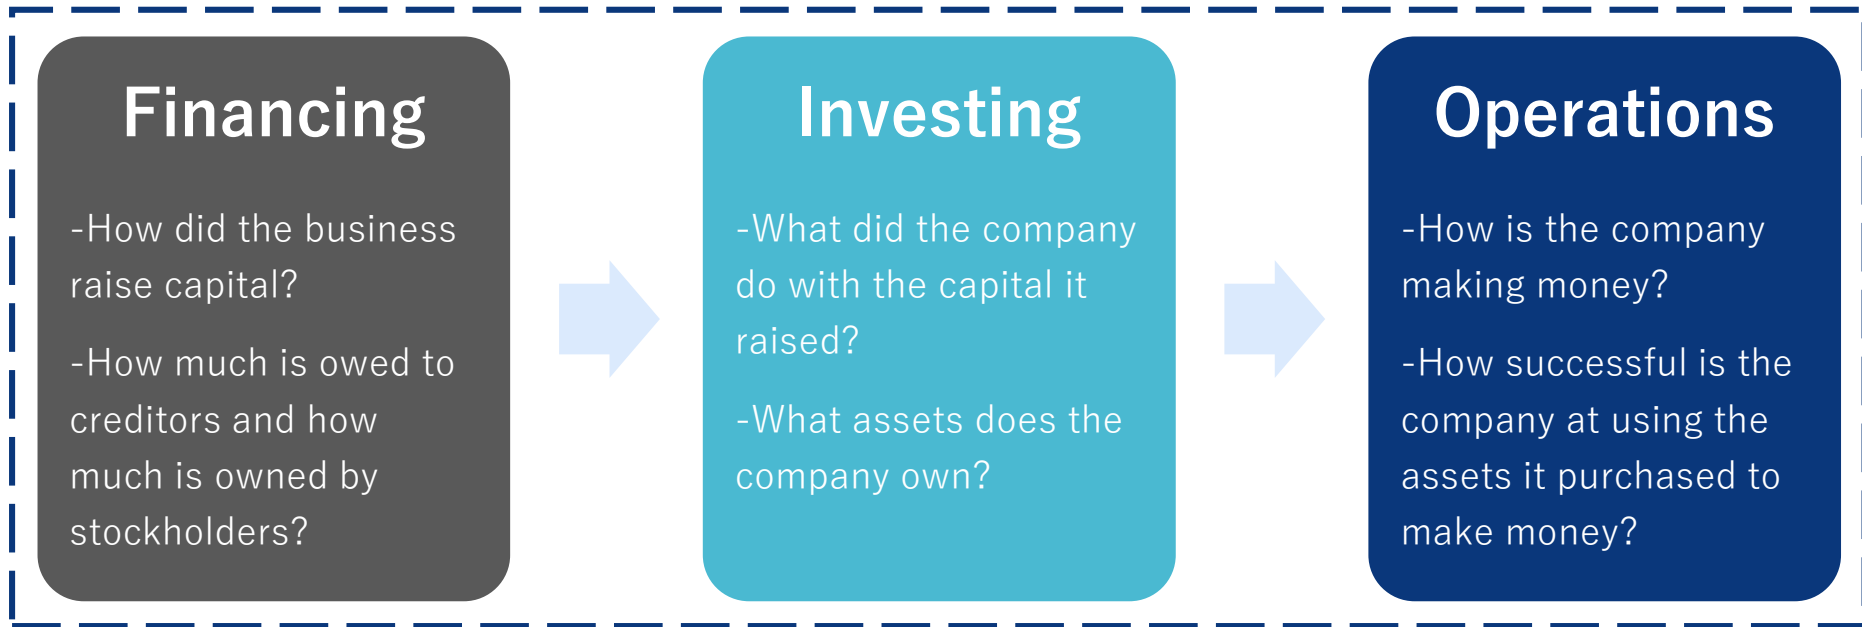 Financing
-How did the business
raise capital?
-How much is owed to
creditors and how
much is owned by
stockholders?
Investing
-What did the company
do with the capital it
raised?
-What assets does the
company own?
Operations
-How is the company
making money?
-How successful is the
company at using the
assets it purchased to
make money?